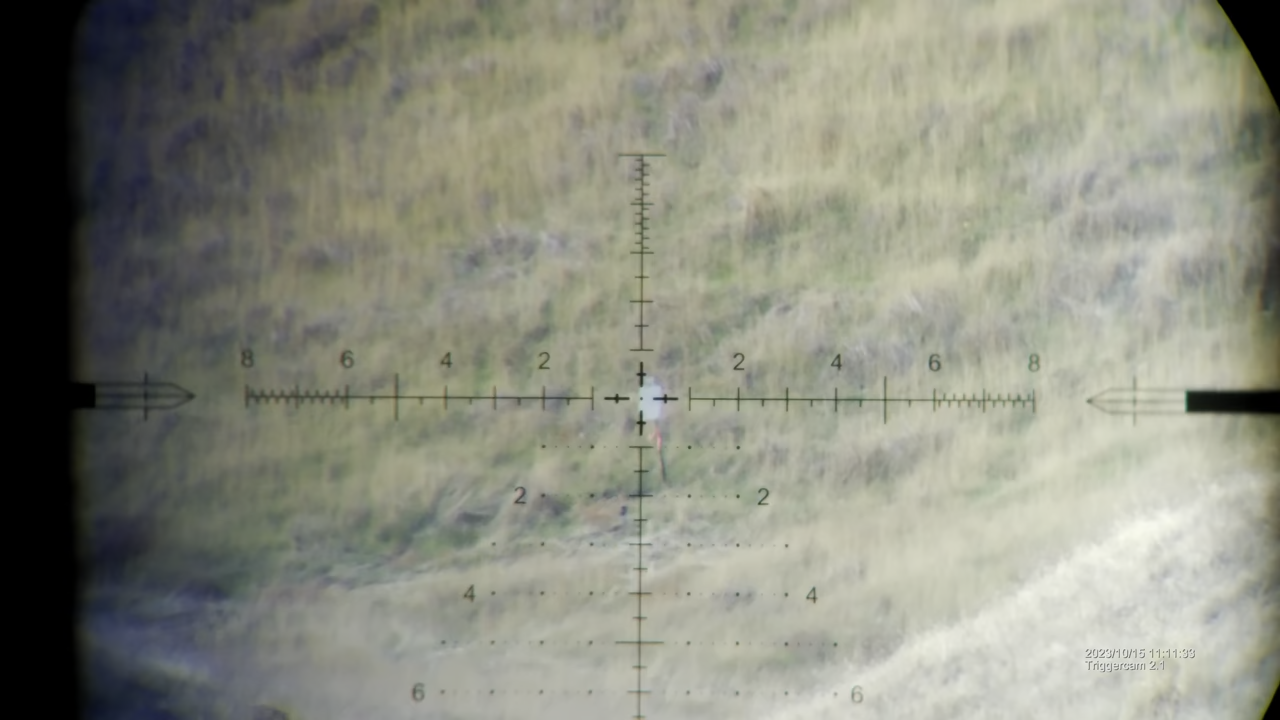 8 6 4 2 2 4 6 8
2 2
4 4
6 6
2023/10/15 11:11:33
Triggercam 2.1